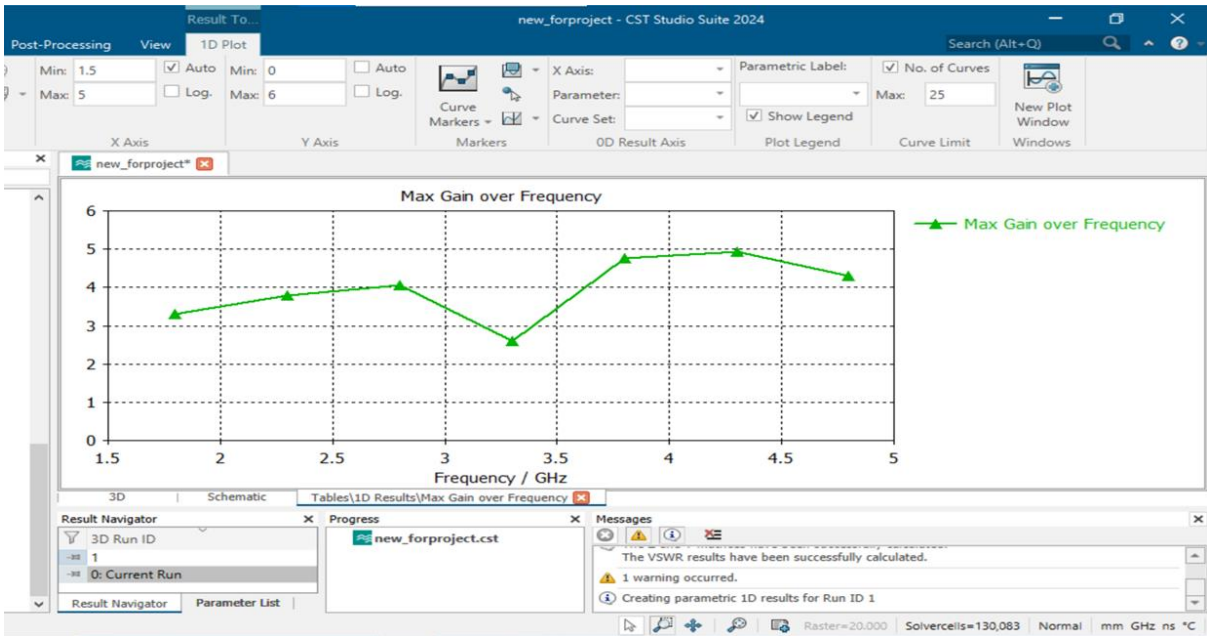 Result To...
new_forproject - CST Studio Suite 2024
Post-Processing View 1D Plot Search (Alt+Q)
Min: 1.5 Auto Min: 0 Auto X Axis: Parametric Label: No. of Curves
Max: 5 Log. Max: 6 Log. Curve Markers Parameter: Max: 25 New Plot Window
Curve Set: Show Legend
X Axis Y Axis Markers 0D Result Axis Plot Legend Curve Limit Windows
new_forproject*
Max Gain over Frequency
Max Gain over Frequency
6
5
4
3
2
1
0
1.5 2 2.5 3 3.5 4 4.5 5
Frequency / GHz
3D Schematic Tables\1D Results\Max Gain over Frequency
Result Navigator Progress Messages
3D Run ID
1
0: Current Run
Result Navigator Parameter List
new_forproject.cst
The VSWR results have been successfully calculated.
1 warning occurred.
Creating parametric 1D results for Run ID 1
Raster=20.000 Solvercells=130,083 Normal mm GHz ns °C